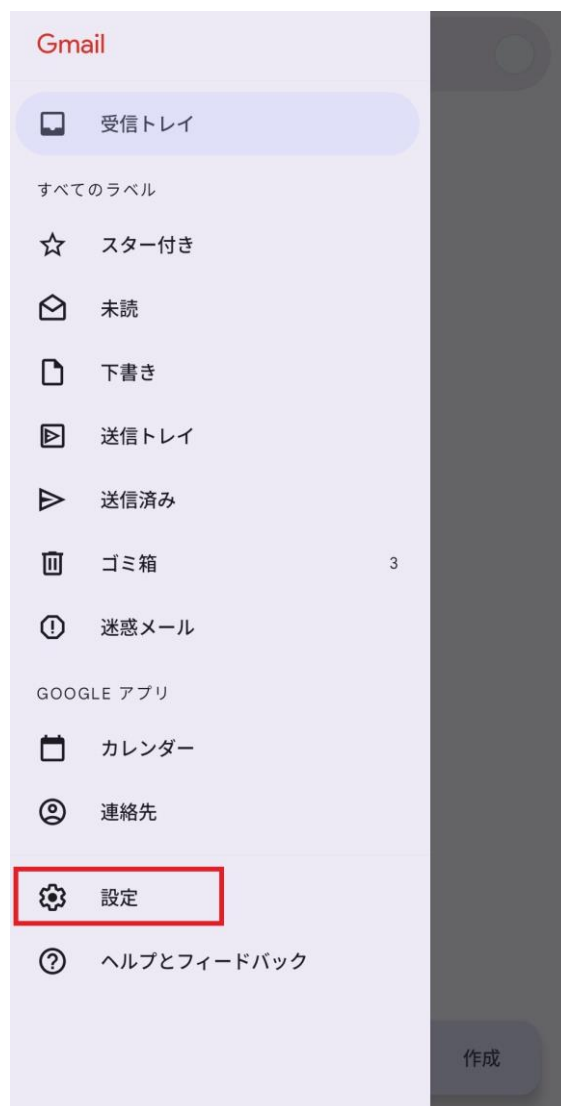 Gmail
受信トレイ
すべてのラベル
スター付き
未読
下書き
送信トレイ
送信済み
ゴミ箱 3
迷惑メール
GOOGLE アプリ
カレンダー
連絡先
設定
ヘルプとフィードバック
作成